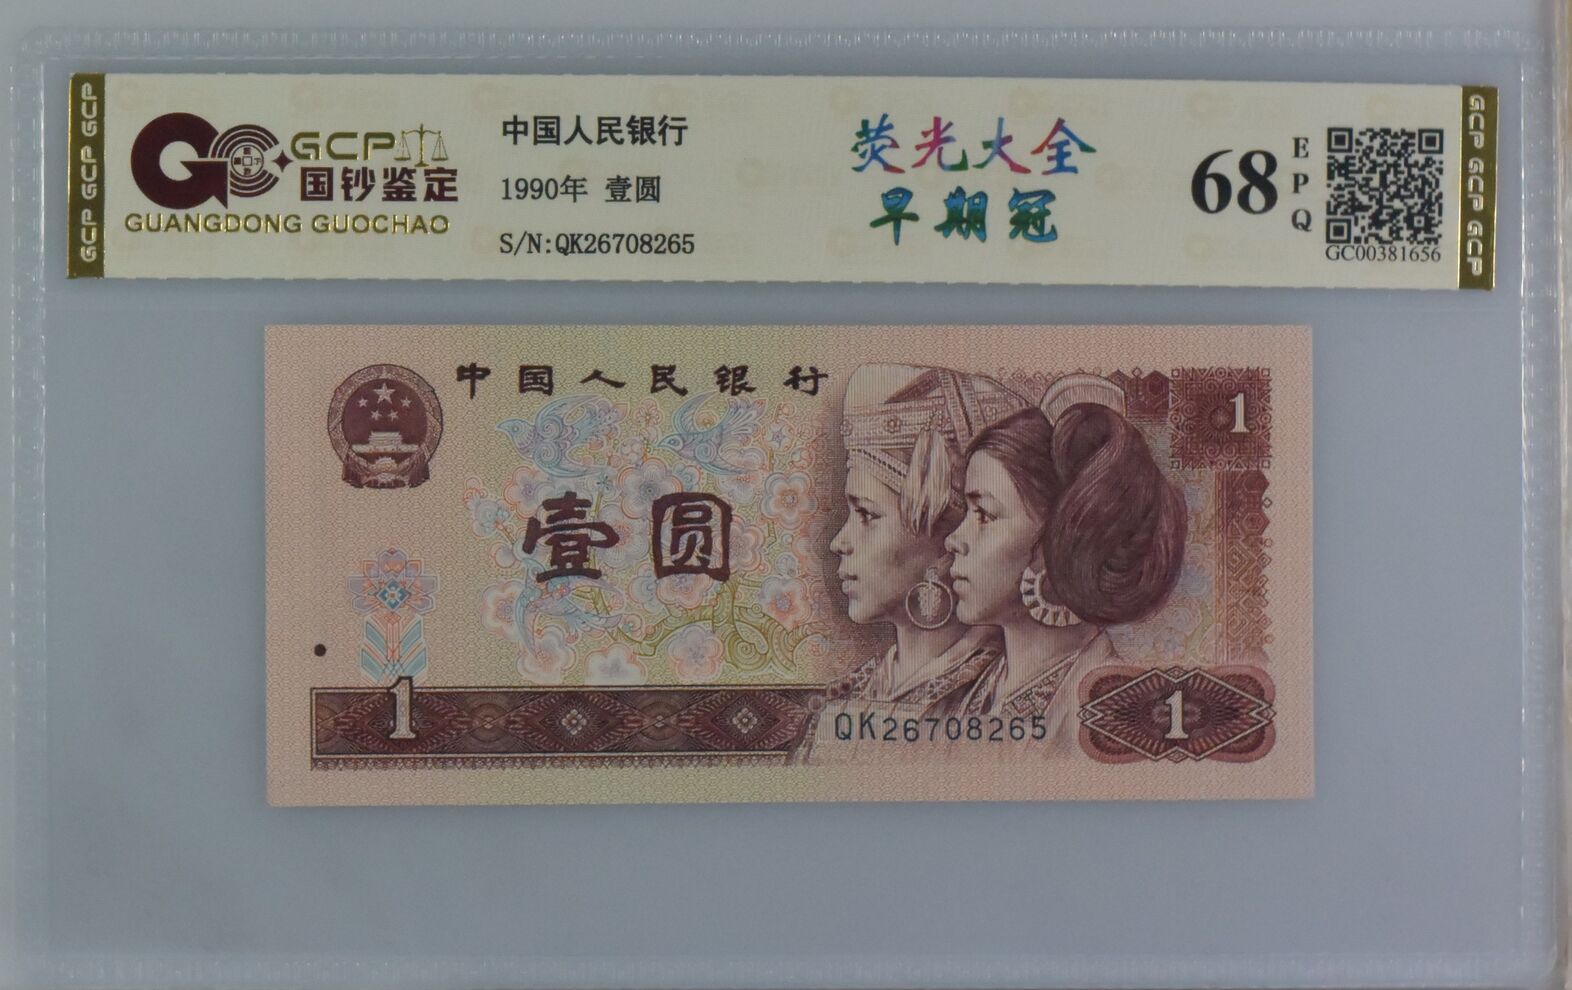 GCP GCP GCP
GCP
国钞鉴定
GUANGDONG GUOCHAO
中国人民银行
1990年 壹圆
S/N:QK26708265
荧光大全
早期冠
68
EPQ
GC00381656
GCP GCP GCP
中国人民银行
1
壹圆
1
QK26708265
1